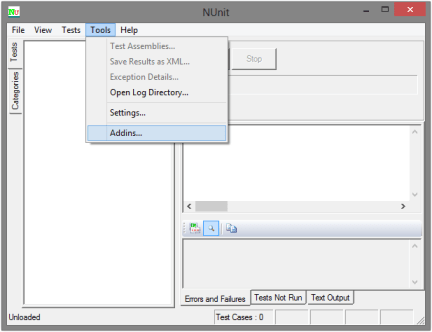 NUnit
File View Tests Tools Help
Tests
Categories
Test Assemblies...
Save Results as XML...
Exception Details...
Open Log Directory...
Settings...
Addins...
Stop
Errors and Failures Tests Not Run Text Output
Unloaded Test Cases : 0